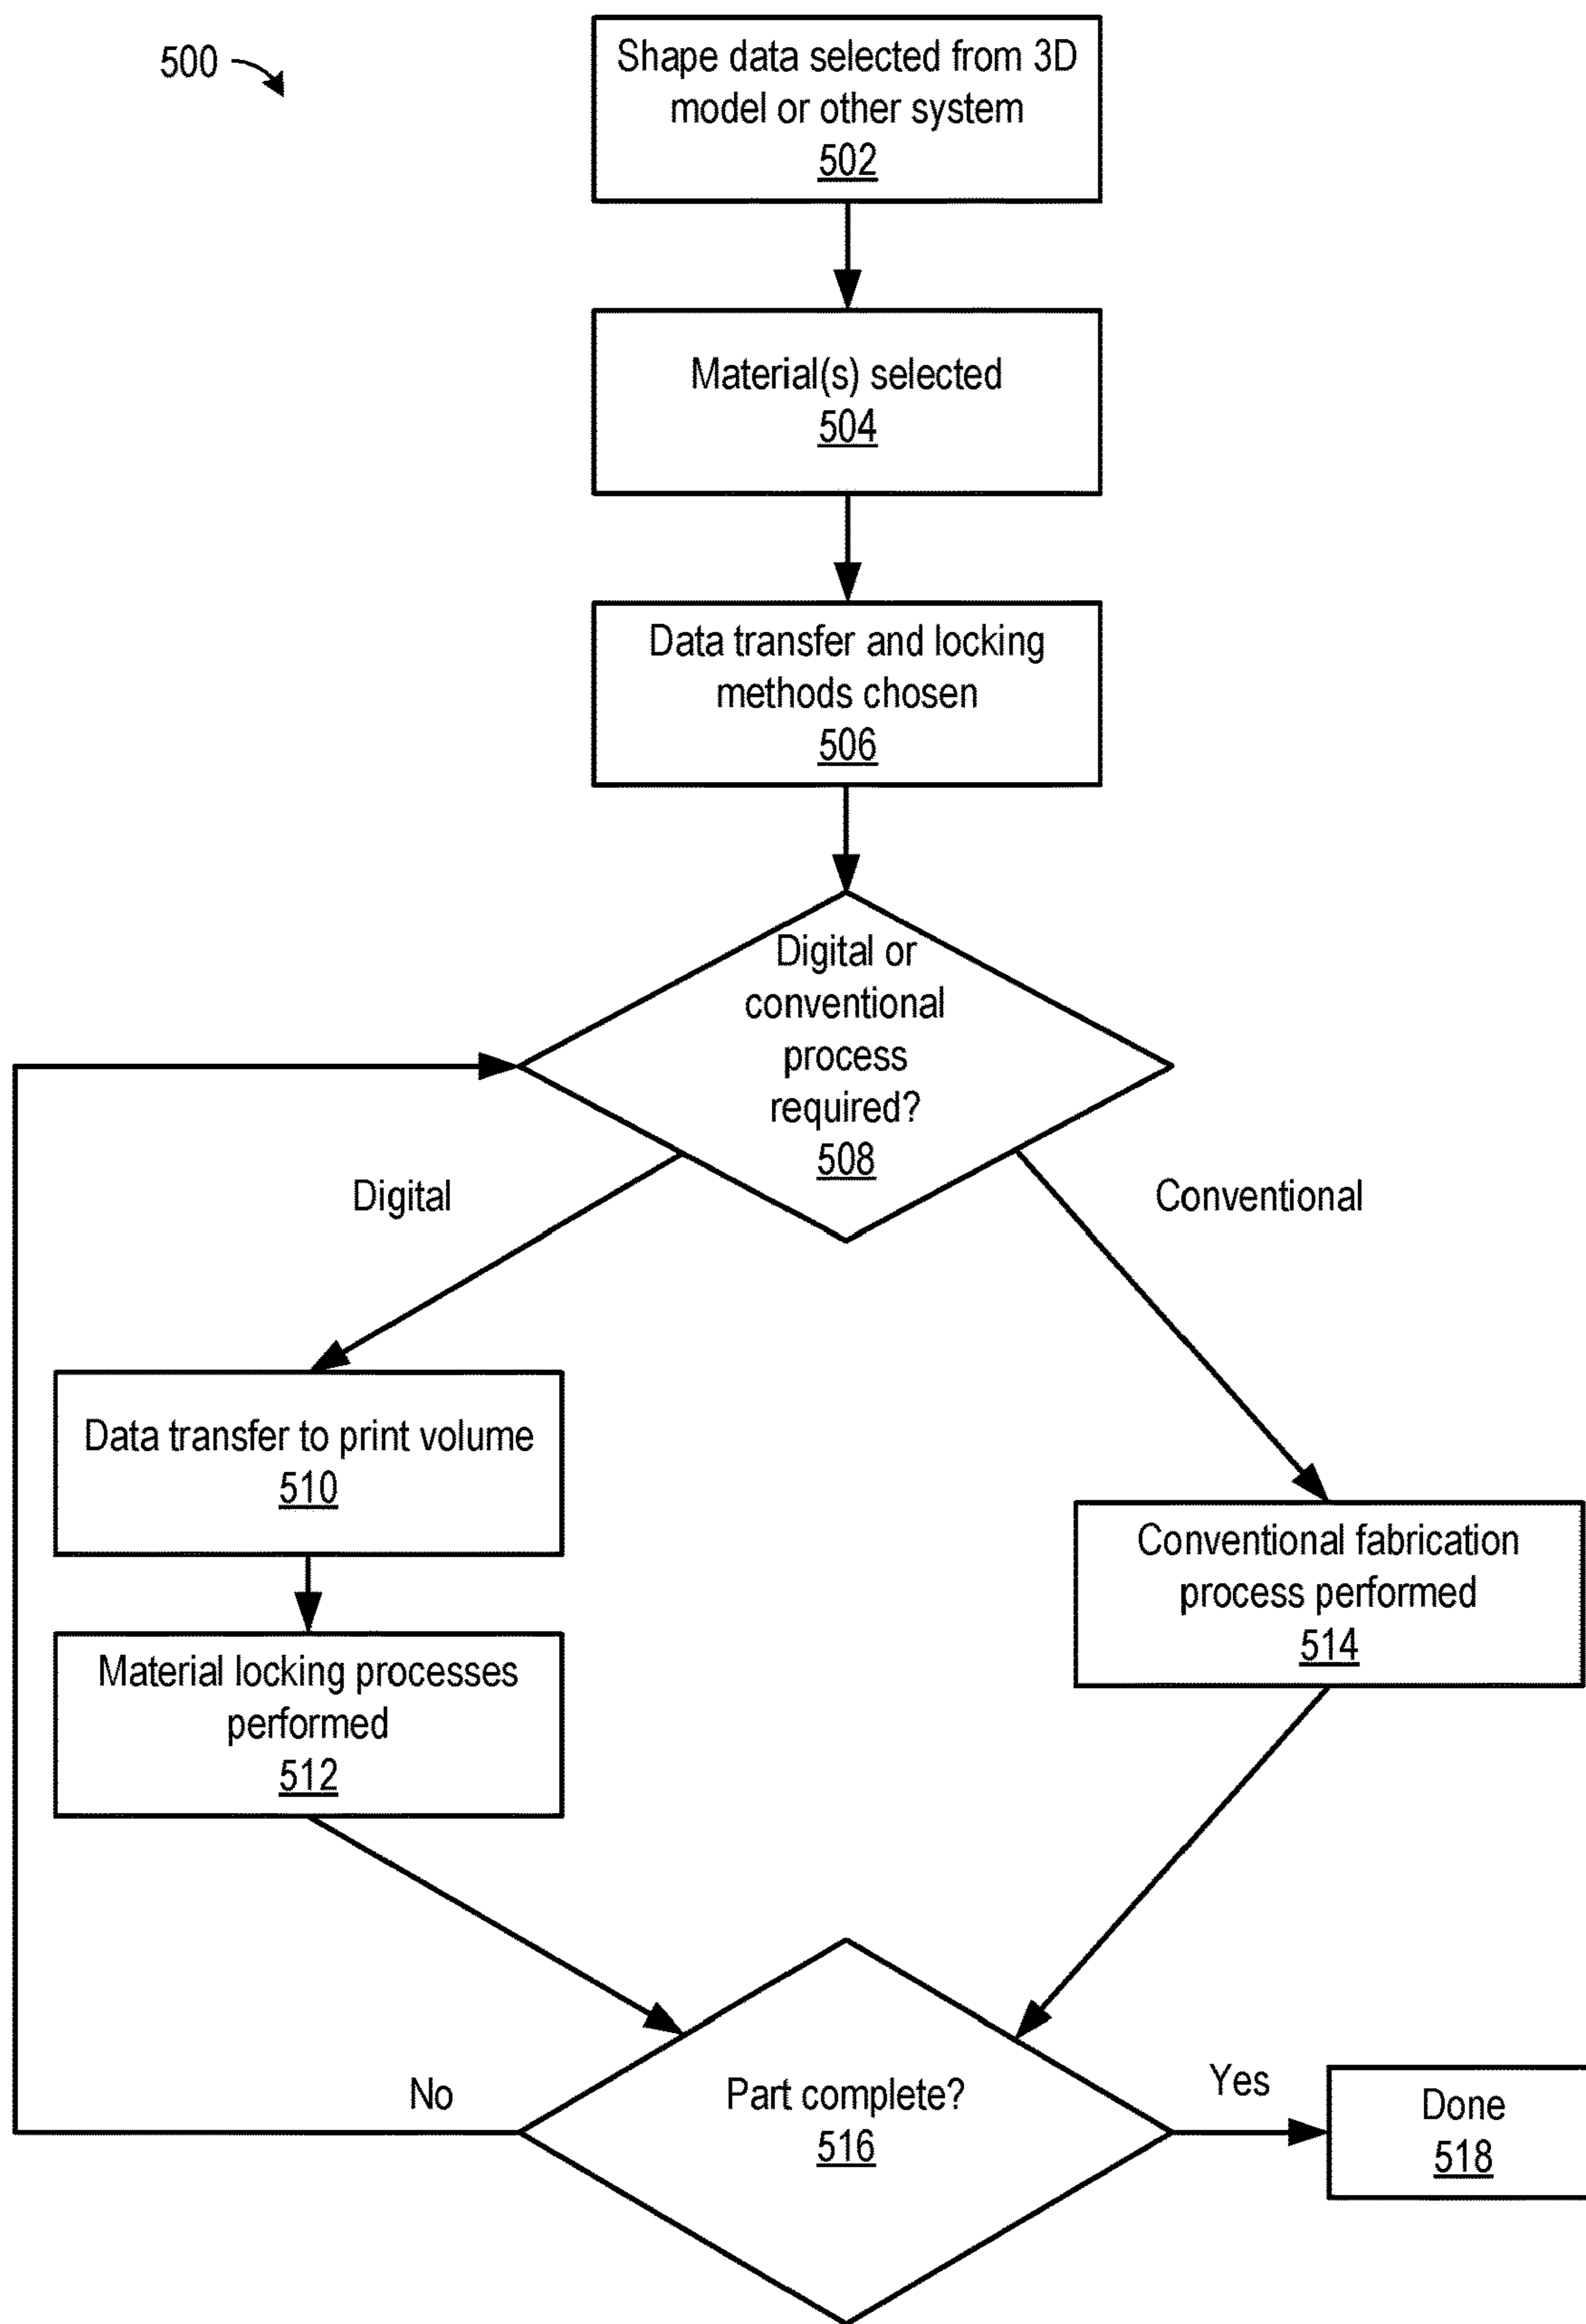 500
Shape data selected from 3D
model or other system
502
Material(s) selected
504
Data transfer and locking
methods chosen
506
Digital or
conventional
process
required?
508
Digital
Conventional
Data transfer to print volume
510
Conventional fabrication
process performed
514
Material locking processes
performed
512
No
Part complete?
516
Yes
Done
518